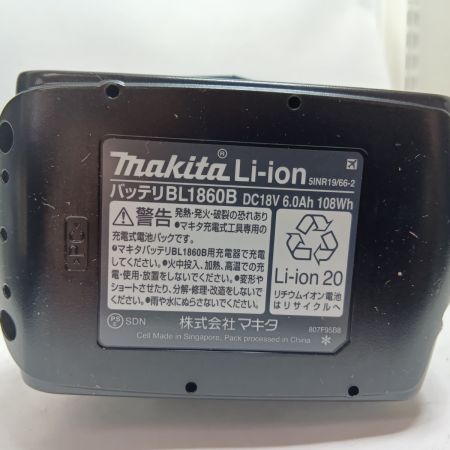 makita® Li-ion 5INR19/66-2
バッテリBL1860B DC18V 6.0Ah 108Wh
⚠警告 発熱・発火・破裂の恐れあり
●マキタ充電式工具専用の
充電式電池パックです。
●マキタバッテリBL1860B用充電器で充電
してください。●火中投入、加熱、高温での充
電・使用・放置をしないでください。●変形や
ショートさせたり、分解・修理・改造をしないで
ください。●雨や水にぬらさないでください。
Li-ion 20
リチウムイオン電池
はリサイクルへ
PS E SDN 株式会社マキタ 807F95B8
Cell Made in Singapore, Pack processed in China
PC